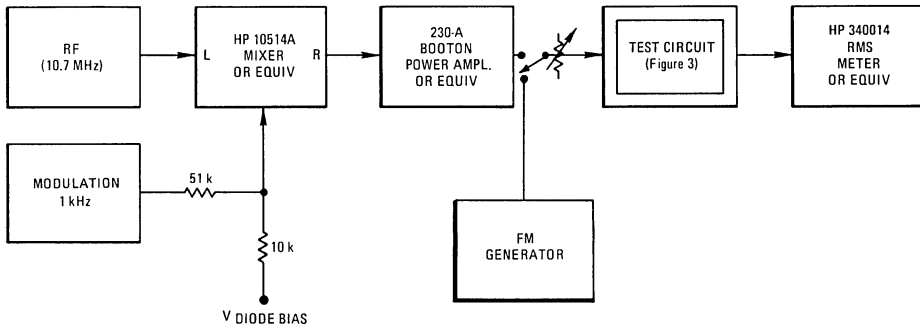 RF
(10.7 MHz)
L
HP 10514A
MIXER
OR EQUIV
R
230-A
BOOTON
POWER AMPL.
OR EQUIV
TEST CIRCUIT
(Figure 3)
HP 340014
RMS
METER
OR EQUIV
MODULATION
1 kHz
51 k
10 k
V DIODE BIAS
FM
GENERATOR